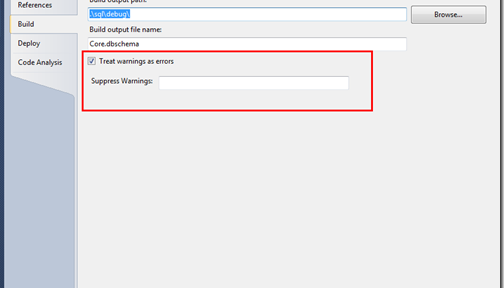 References
Build output path:
.\sql\debug\
Browse...
Build
Build output file name:
Core.dbschema
Deploy
Treat warnings as errors
Code Analysis
Suppress Warnings: